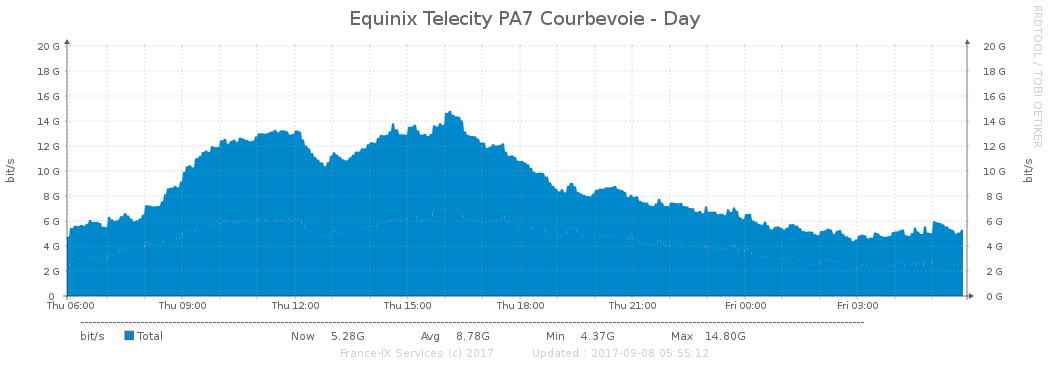 Equinix Telecity PA7 Courbevoie - Day
RRDTOOL / TOBI OETIKER
20 G 20 G
18 G 18 G
16 G 16 G
14 G 14 G
12 G 12 G
10 G 10 G
8 G 8 G
6 G 6 G
4 G 4 G
2 G 2 G
0 0 G
bit/s
bit/s
Thu 06:00 Thu 09:00 Thu 12:00 Thu 15:00 Thu 18:00 Thu 21:00 Fri 00:00 Fri 03:00
bit/s Total Now 5.28G Avg 8.78G Min 4.37G Max 14.80G
France-IX Services (c) 2017 Updated : 2017-09-08 05:55:12